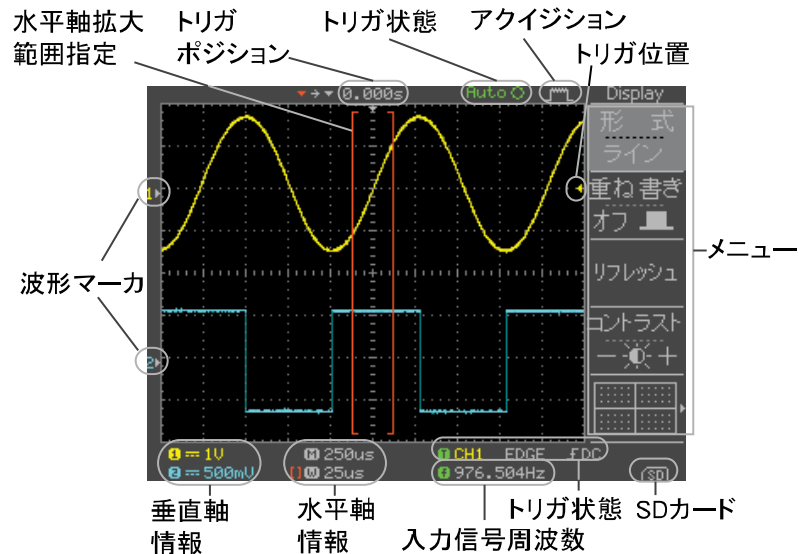 水平軸拡大
範囲指定
トリガ
ポジション
トリガ状態
アクイジション
トリガ位置
0.000s
Auto
Display
形 式
ライン
重ね書き
オフ
リフレッシュ
コントラスト
メニュー
1
波形マーカ
2
1 1V
2 500mV
M 250us
[] W 25us
T CH1 EDGE DC
f 976.504Hz
SD
垂直軸
情報
水平軸
情報
入力信号周波数
トリガ状態
SDカード